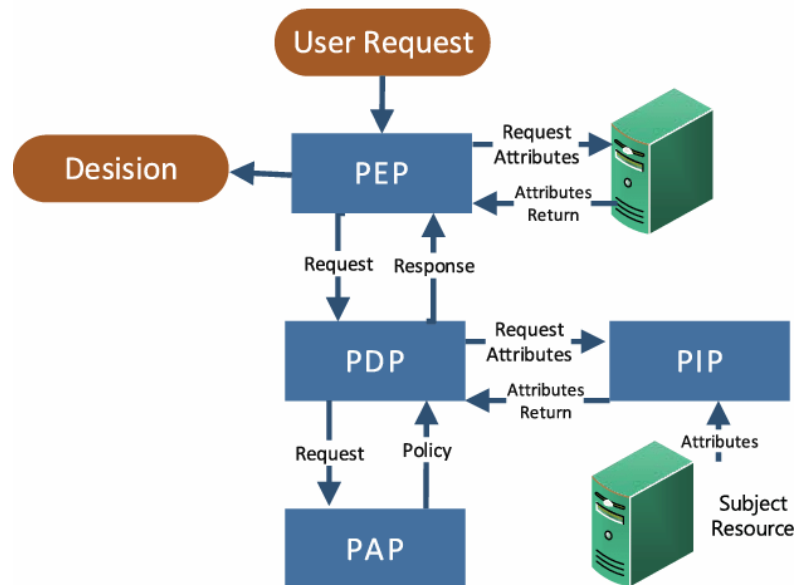 User Request
Request
Attributes
Desision
PEP
Attributes
Return
Request
Response
Request
Attributes
PDP
PIP
Attributes
Return
Request
Policy
Attributes
Subject
Resource
PAP